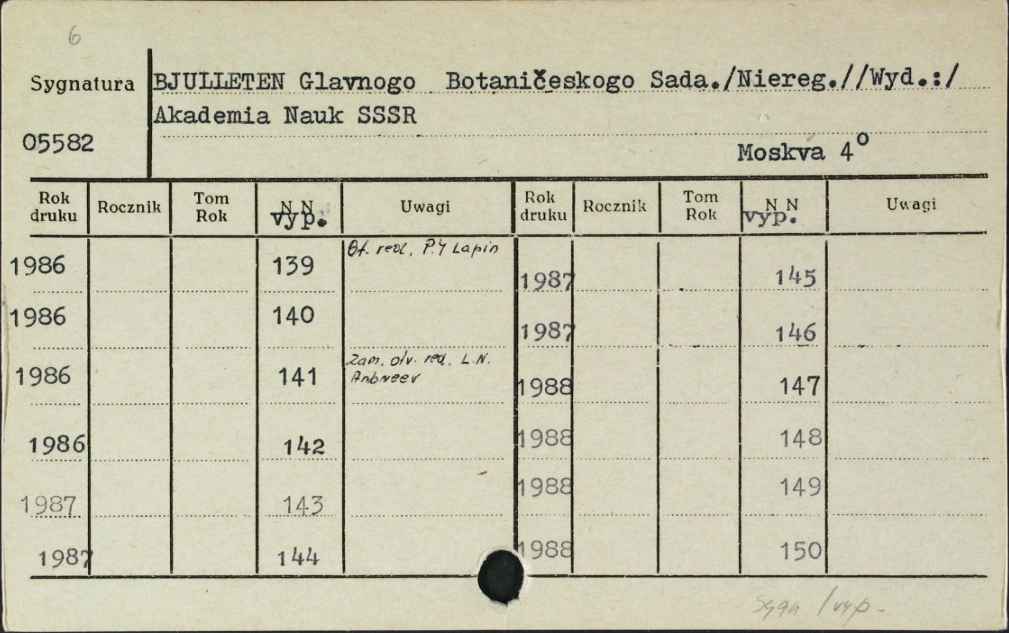 6
Sygnatura BJULLETEN Glavnogo Botaničeskogo Sada./Niereg.//Wyd.:/
Akademia Nauk SSSR
05582
Moskva 4°
Rok druku Rocznik Tom Rok N N vyp. Uwagi Rok druku Rocznik Tom Rok N N vyp. Uwagi
1986 139 red. P.Y Lapin 1987 145
1986 140 1987 146
1986 141 Zam. otv. red. L.N. 1988 147
1986 142 1988 148
1987 143 1988 149
1987 144 1988 150
Sygn /vyp.